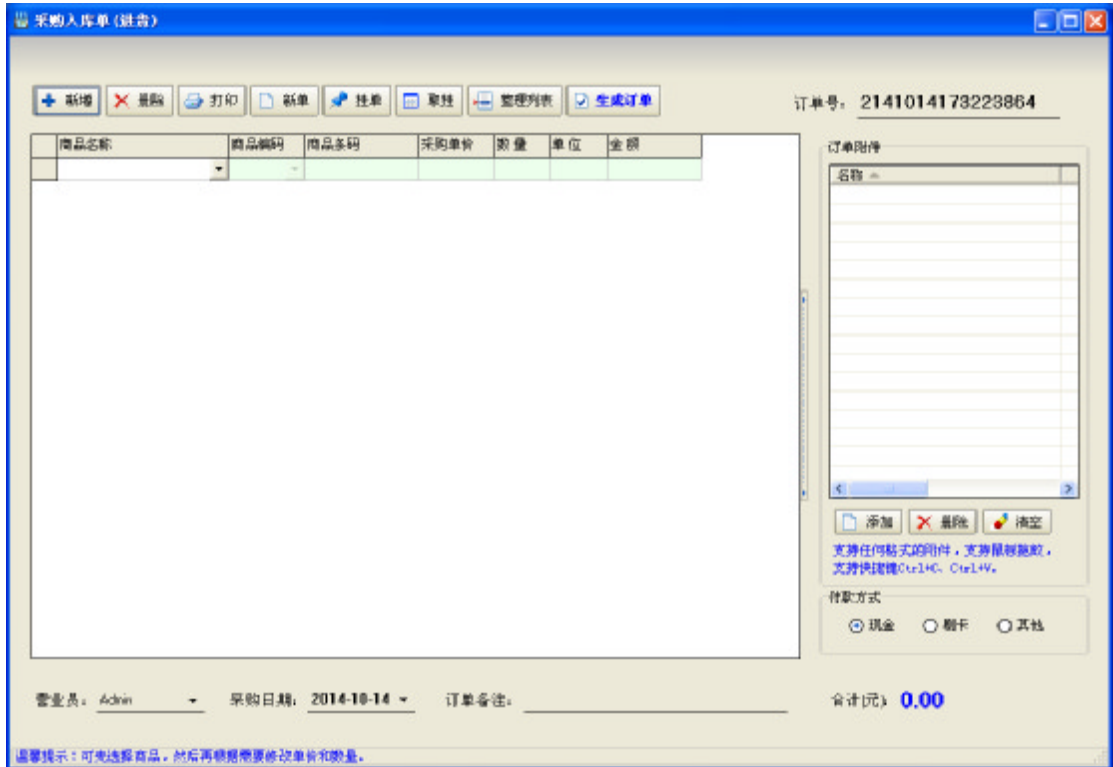 采购入库单(进货)
新增 删除 打印 新单 挂单 取挂 整理列表 生成订单
订单号: 2141014173223864
商品名称 商品编码 商品条码 采购单价 数量 单位 金额
订单附件
名称
添加 删除 清空
支持任何格式的附件,支持鼠标拖放,
支持快捷键Ctrl+C、Ctrl+V。
付款方式
现金 刷卡 其他
营业员: Admin 采购日期: 2014-10-14 订单备注:
合计(元): 0.00
温馨提示:可先选择商品,然后再根据需要修改单价和数量。